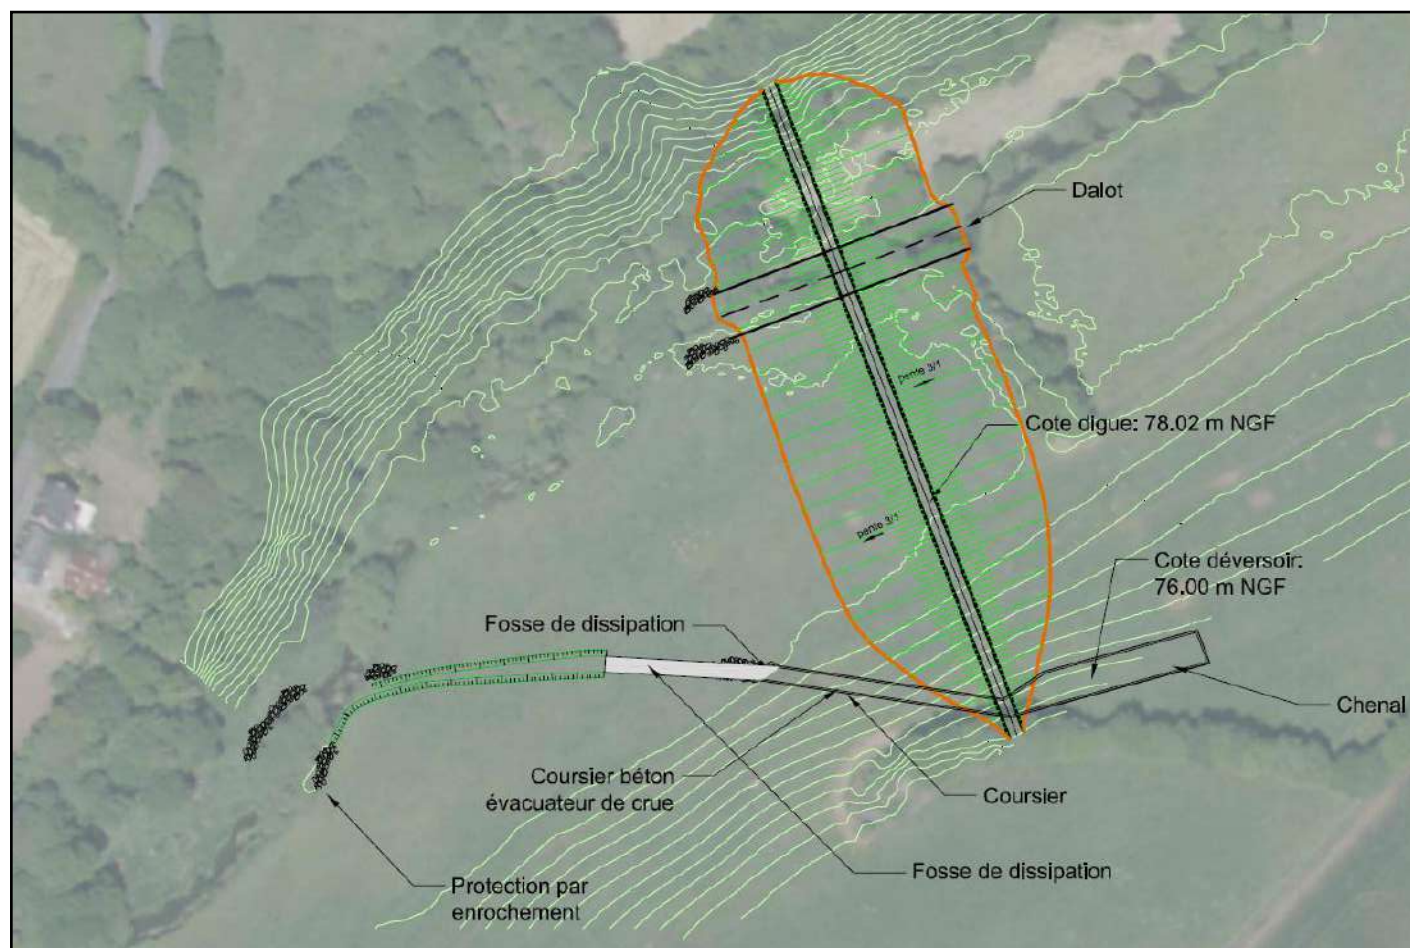 Dalot
pente 3/1
Cote digue: 78.02 m NGF
pente 3/1
Cote déversoir:
76.00 m NGF
Fosse de dissipation
Chenal
Coursier béton
évacuateur de crue
Coursier
Fosse de dissipation
Protection par
enrochement